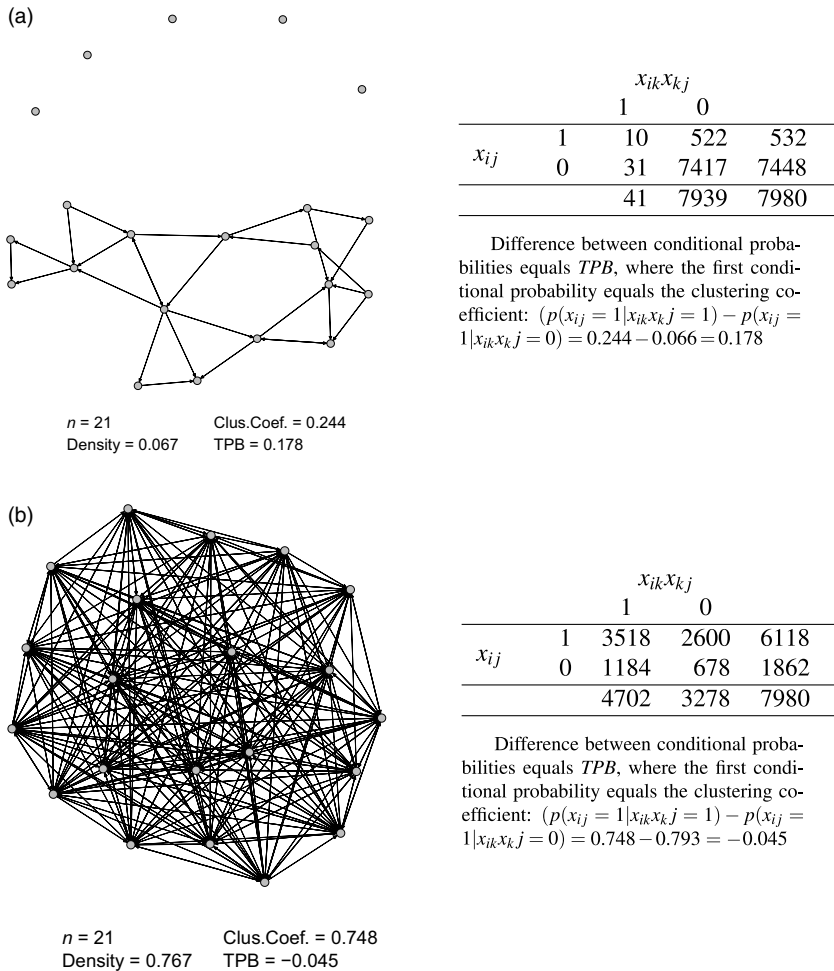 (a)
x_{ik}x_{kj}
1 0
x_{ij} 1 10 522 532
0 31 7417 7448
41 7939 7980
Difference between conditional proba-
bilities equals TPB, where the first condi-
tional probability equals the clustering co-
efficient: (p(x_{ij} = 1|x_{ik}x_kj = 1) − p(x_{ij} =
1|x_{ik}x_kj = 0) = 0.244 − 0.066 = 0.178
n = 21 Clus.Coef. = 0.244
Density = 0.067 TPB = 0.178
(b)
x_{ik}x_{kj}
1 0
x_{ij} 1 3518 2600 6118
0 1184 678 1862
4702 3278 7980
Difference between conditional proba-
bilities equals TPB, where the first condi-
tional probability equals the clustering co-
efficient: (p(x_{ij} = 1|x_{ik}x_kj = 1) − p(x_{ij} =
1|x_{ik}x_kj = 0) = 0.748 − 0.793 = −0.045
n = 21 Clus.Coef. = 0.748
Density = 0.767 TPB = −0.045